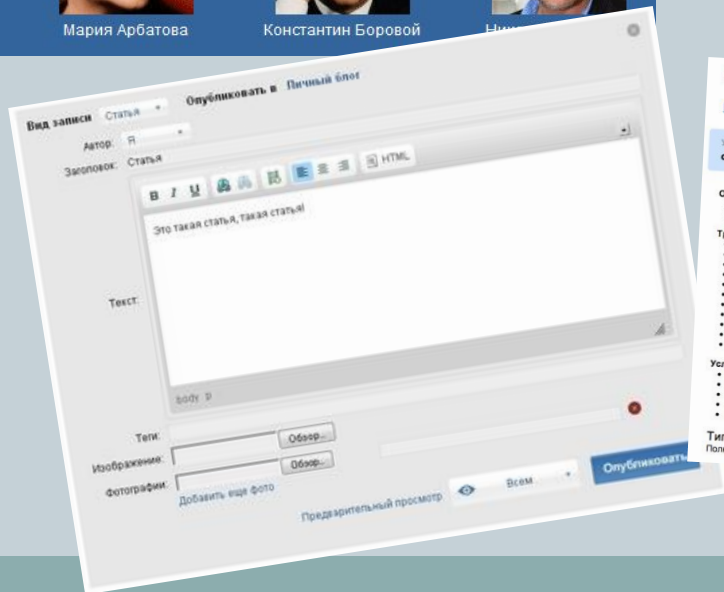 Мария Арбатова
Константин Боровой
Вид записи Статья Опубликовать в Личный блог
Автор: Я
Заголовок: Статья
B I U HTML
Это такая статья, такая статья!
Текст:
body p
Теги:
Изображение: Обзор...
Фотографии: Обзор...
Добавить еще фото
Предварительный просмотр Всем Опубликовать